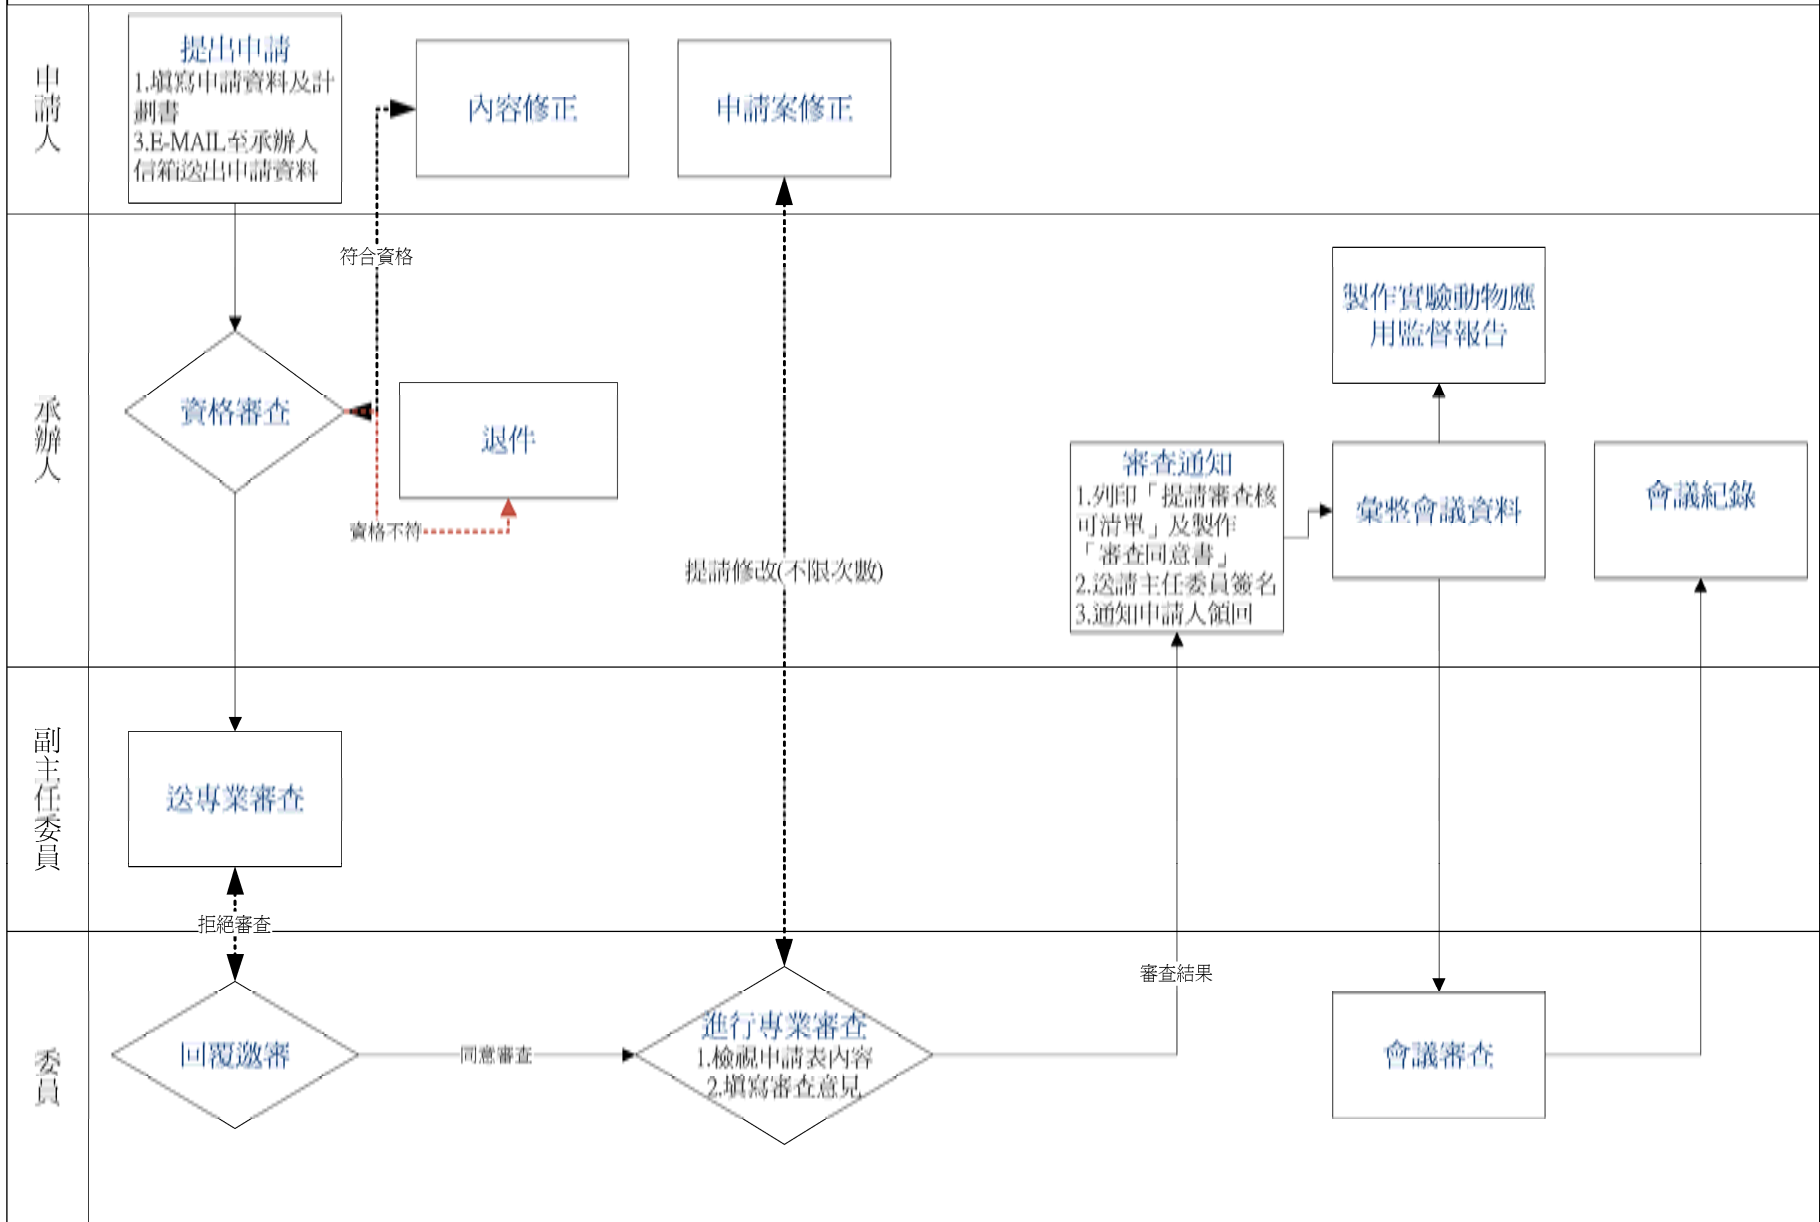 申請人
提出申請
1.填寫申請資料及計
劃書
3.E-MAIL至承辦人
信箱送出申請資料
內容修正
申請案修正
符合資格
承辦人
資格審查
退件
資格不符
提請修改(不限次數)
審查通知
1.列印「提請審查核
可清單」及製作
「審查同意書」
2.送請主任委員簽名
3.通知申請人領回
製作實驗動物應
用監督報告
彙整會議資料
會議紀錄
副主任委員
送專業審查
拒絕審查
委員
回覆邀審
同意審查
進行專業審查
1.檢視申請表內容
2.填寫審查意見
審查結果
會議審查